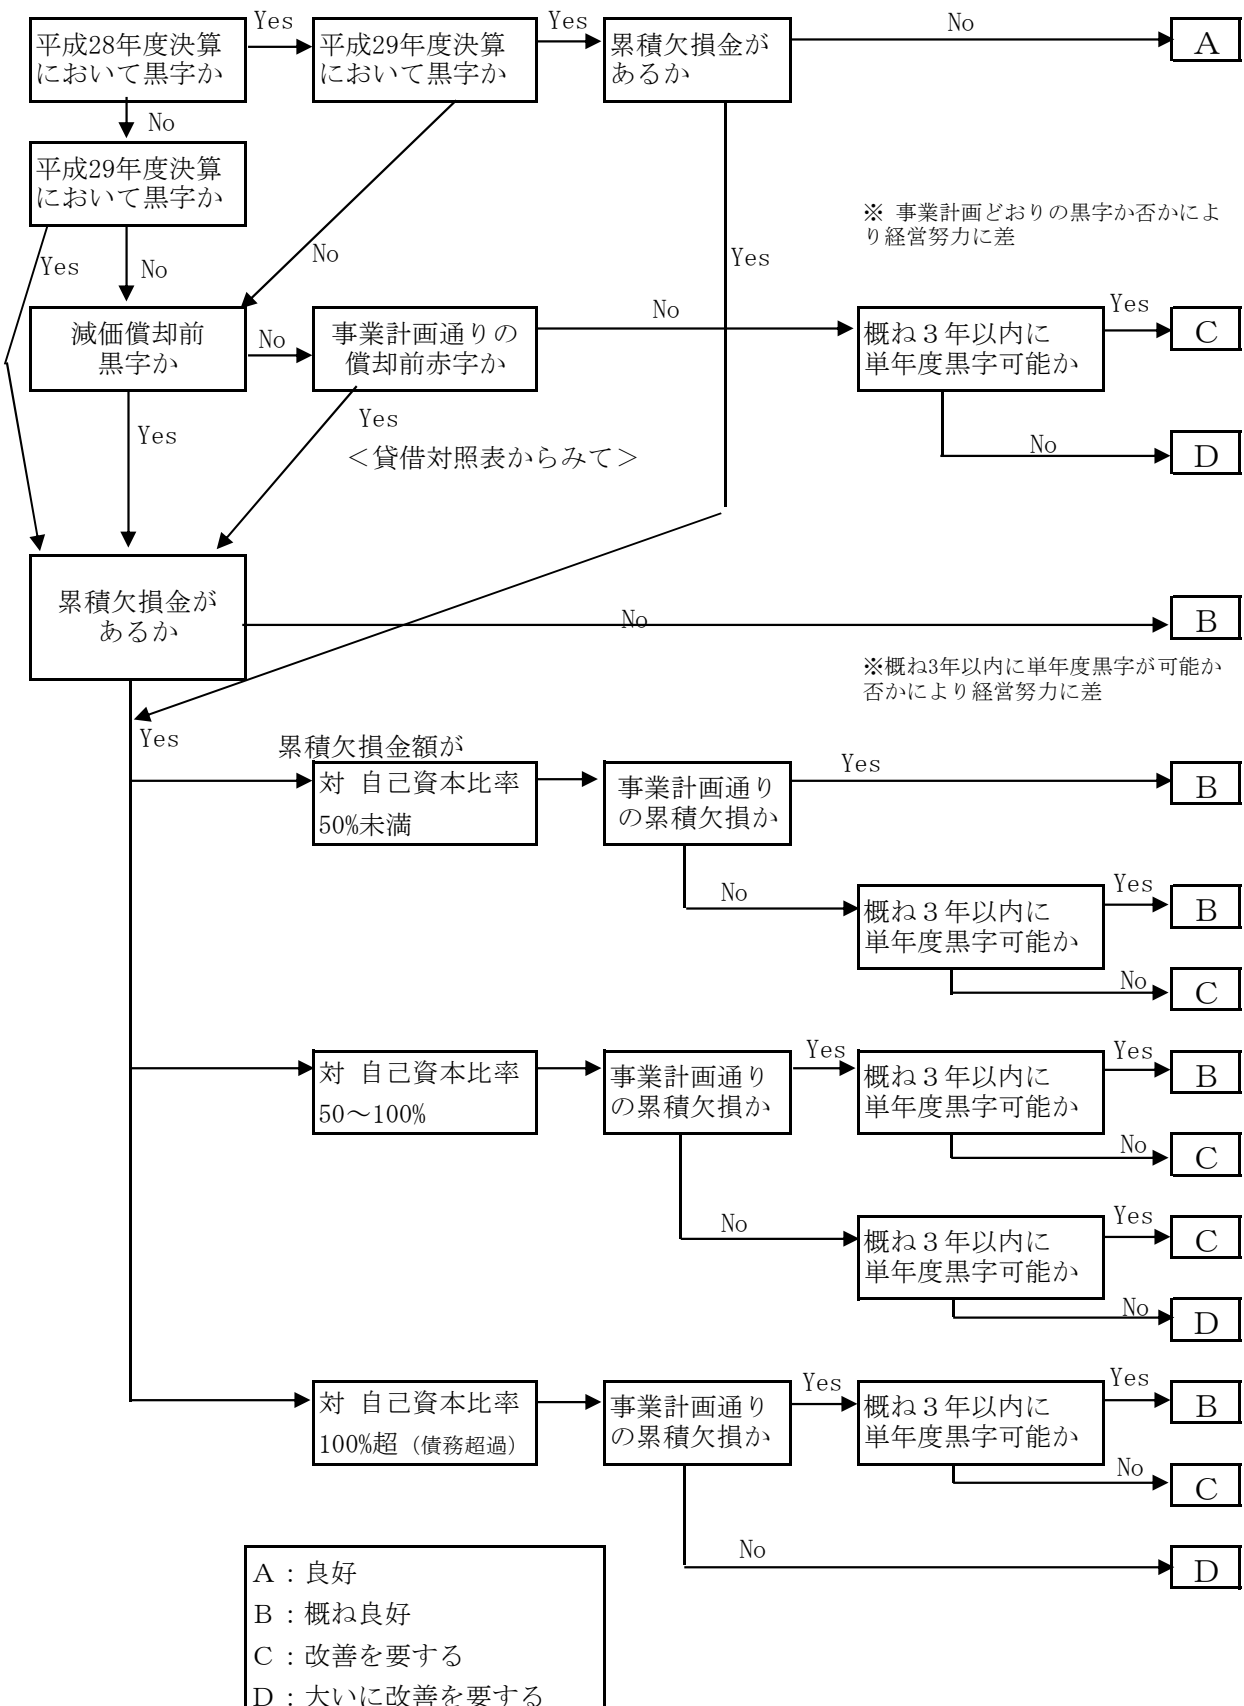 平成28年度決算
において黒字か
Yes
平成29年度決算
において黒字か
Yes
累積欠損金が
あるか
No
A
No
平成29年度決算
において黒字か
※ 事業計画どおりの黒字か否かによ
り経営努力に差
Yes
No
No
Yes
減価償却前
黒字か
No
事業計画通りの
償却前赤字か
No
概ね３年以内に
単年度黒字可能か
Yes
C
Yes
Yes
＜貸借対照表からみて＞
No
D
累積欠損金が
あるか
No
B
※概ね3年以内に単年度黒字が可能か
否かにより経営努力に差
Yes
累積欠損金額が
対 自己資本比率
50%未満
事業計画通り
の累積欠損か
Yes
B
No
概ね３年以内に
単年度黒字可能か
Yes
B
No
C
対 自己資本比率
50～100%
事業計画通り
の累積欠損か
Yes
概ね３年以内に
単年度黒字可能か
Yes
B
No
C
No
概ね３年以内に
単年度黒字可能か
Yes
C
No
D
対 自己資本比率
100%超（債務超過）
事業計画通り
の累積欠損か
Yes
概ね３年以内に
単年度黒字可能か
Yes
B
No
C
No
D
A：良好
B：概ね良好
C：改善を要する
D：大いに改善を要する